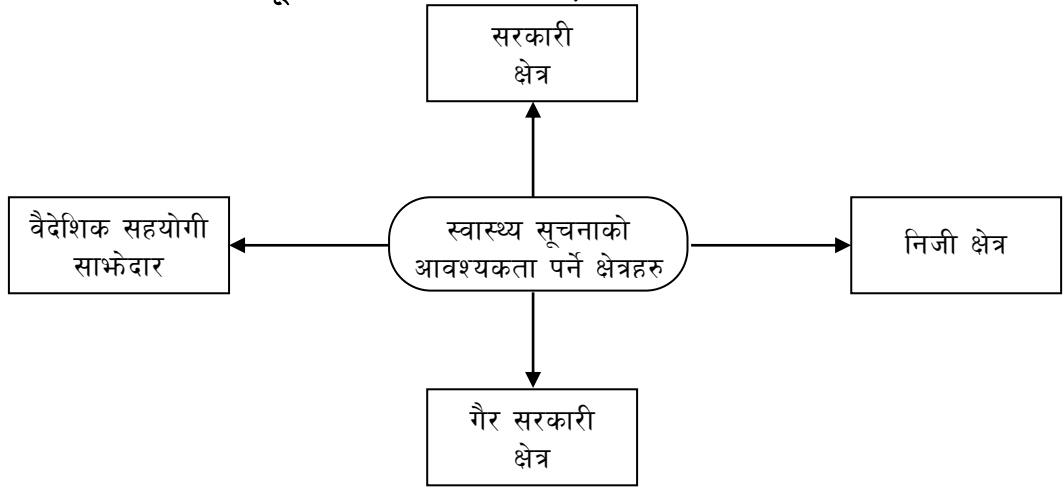 सरकारी
क्षेत्र
वैदेशिक सहयोगी
साझेदार
स्वास्थ्य सूचनाको
आवश्यकता पर्ने क्षेत्रहरु
निजी क्षेत्र
गैर सरकारी
क्षेत्र